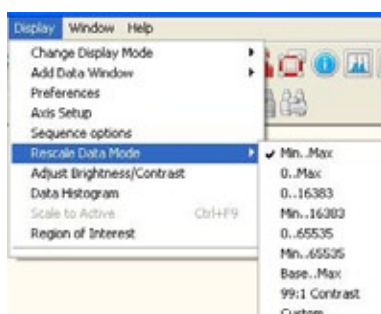 Display Window Help
Change Display Mode
Add Data Window
Preferences
Axis Setup
Sequence options
Rescale Data Mode
Adjust Brightness/Contrast
Data Histogram
Scale to Active Ctrl+F9
Region of Interest
Min..Max
0..Max
0..16383
Min..16383
0..65535
Min..65535
Base..Max
99:1 Contrast
Custom